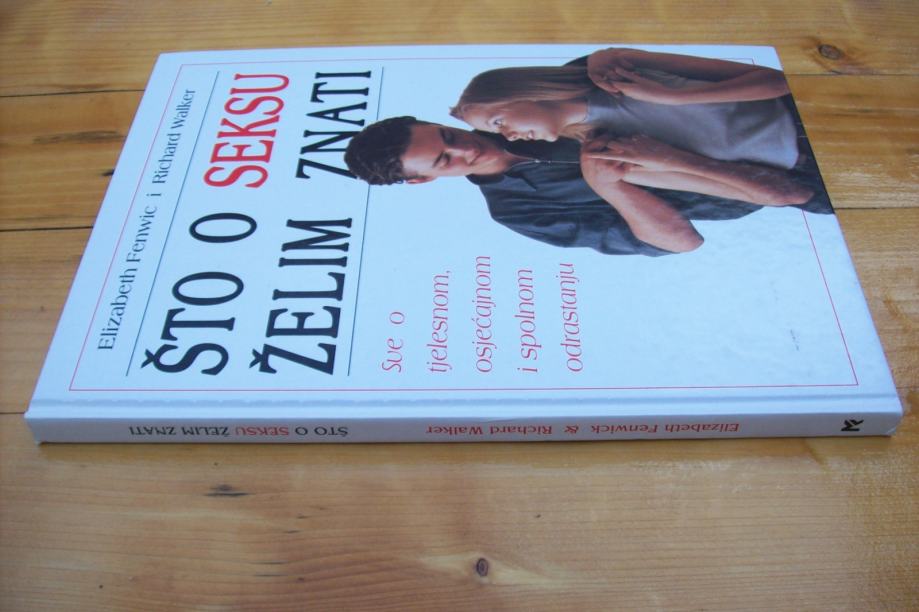 Elizabeth Fenwic i Richard Walker
ŠTO O SEKSU
ŽELIM ZNATI
Sve o
tjelesnom,
osjećajnom
i spolnom
odrastanju
ŠTO O SEKSU ŽELIM ZNATI
Elizabeth Fenwick & Richard Walker